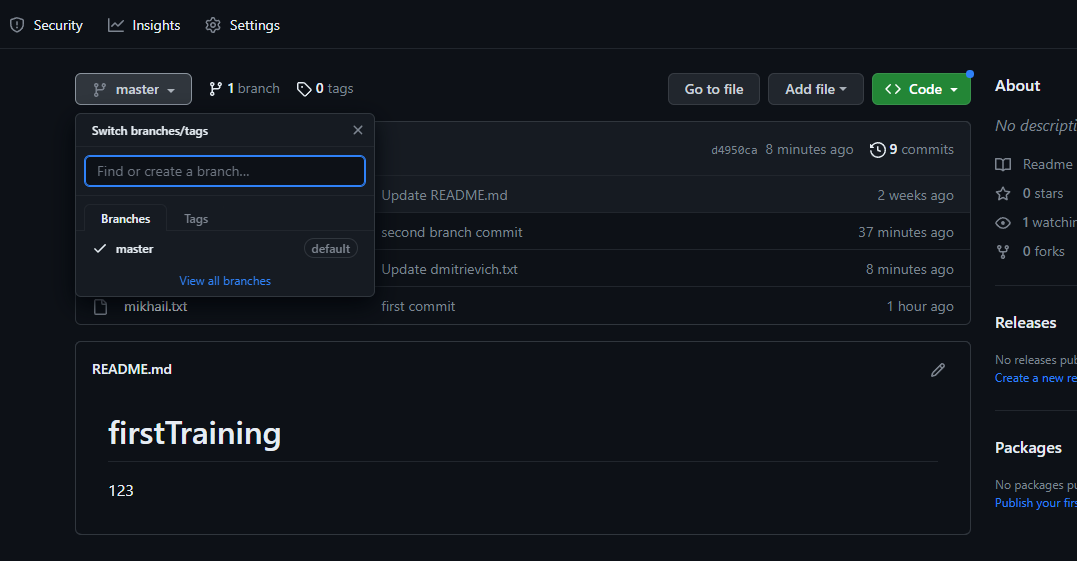 Security Insights Settings
master 1 branch 0 tags Go to file Add file Code About
Switch branches/tags
No descripti
d4950ca 8 minutes ago 9 commits
Find or create a branch...
Readme
Update README.md 2 weeks ago
0 stars
Branches Tags
1 watchin
second branch commit 37 minutes ago
master default
0 forks
Update dmitrievich.txt 8 minutes ago
View all branches
mikhail.txt first commit 1 hour ago
Releases
No releases pub
Create a new re
README.md
firstTraining
123
Packages
No packages pu
Publish your firs